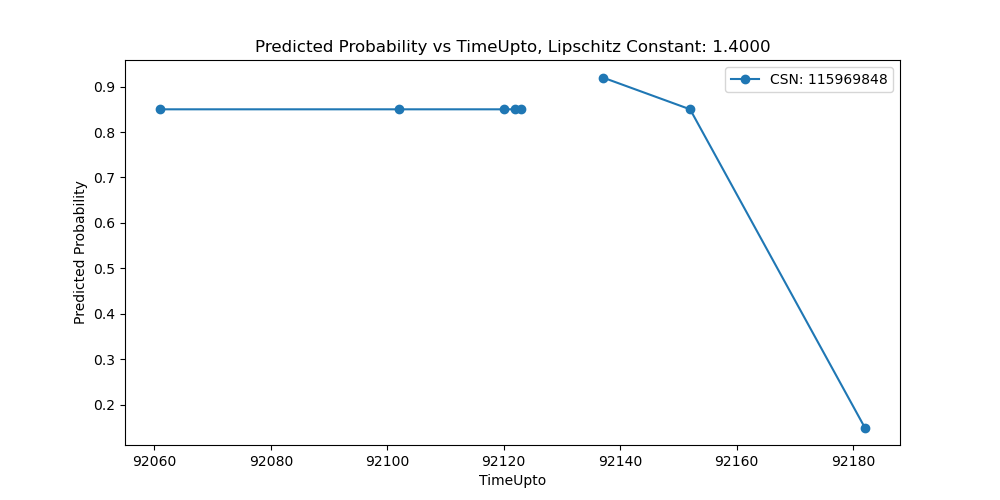 Predicted Probability vs TimeUpto, Lipschitz Constant: 1.4000
CSN: 115969848
Predicted Probability
0.9
0.8
0.7
0.6
0.5
0.4
0.3
0.2
92060 92080 92100 92120 92140 92160 92180
TimeUpto